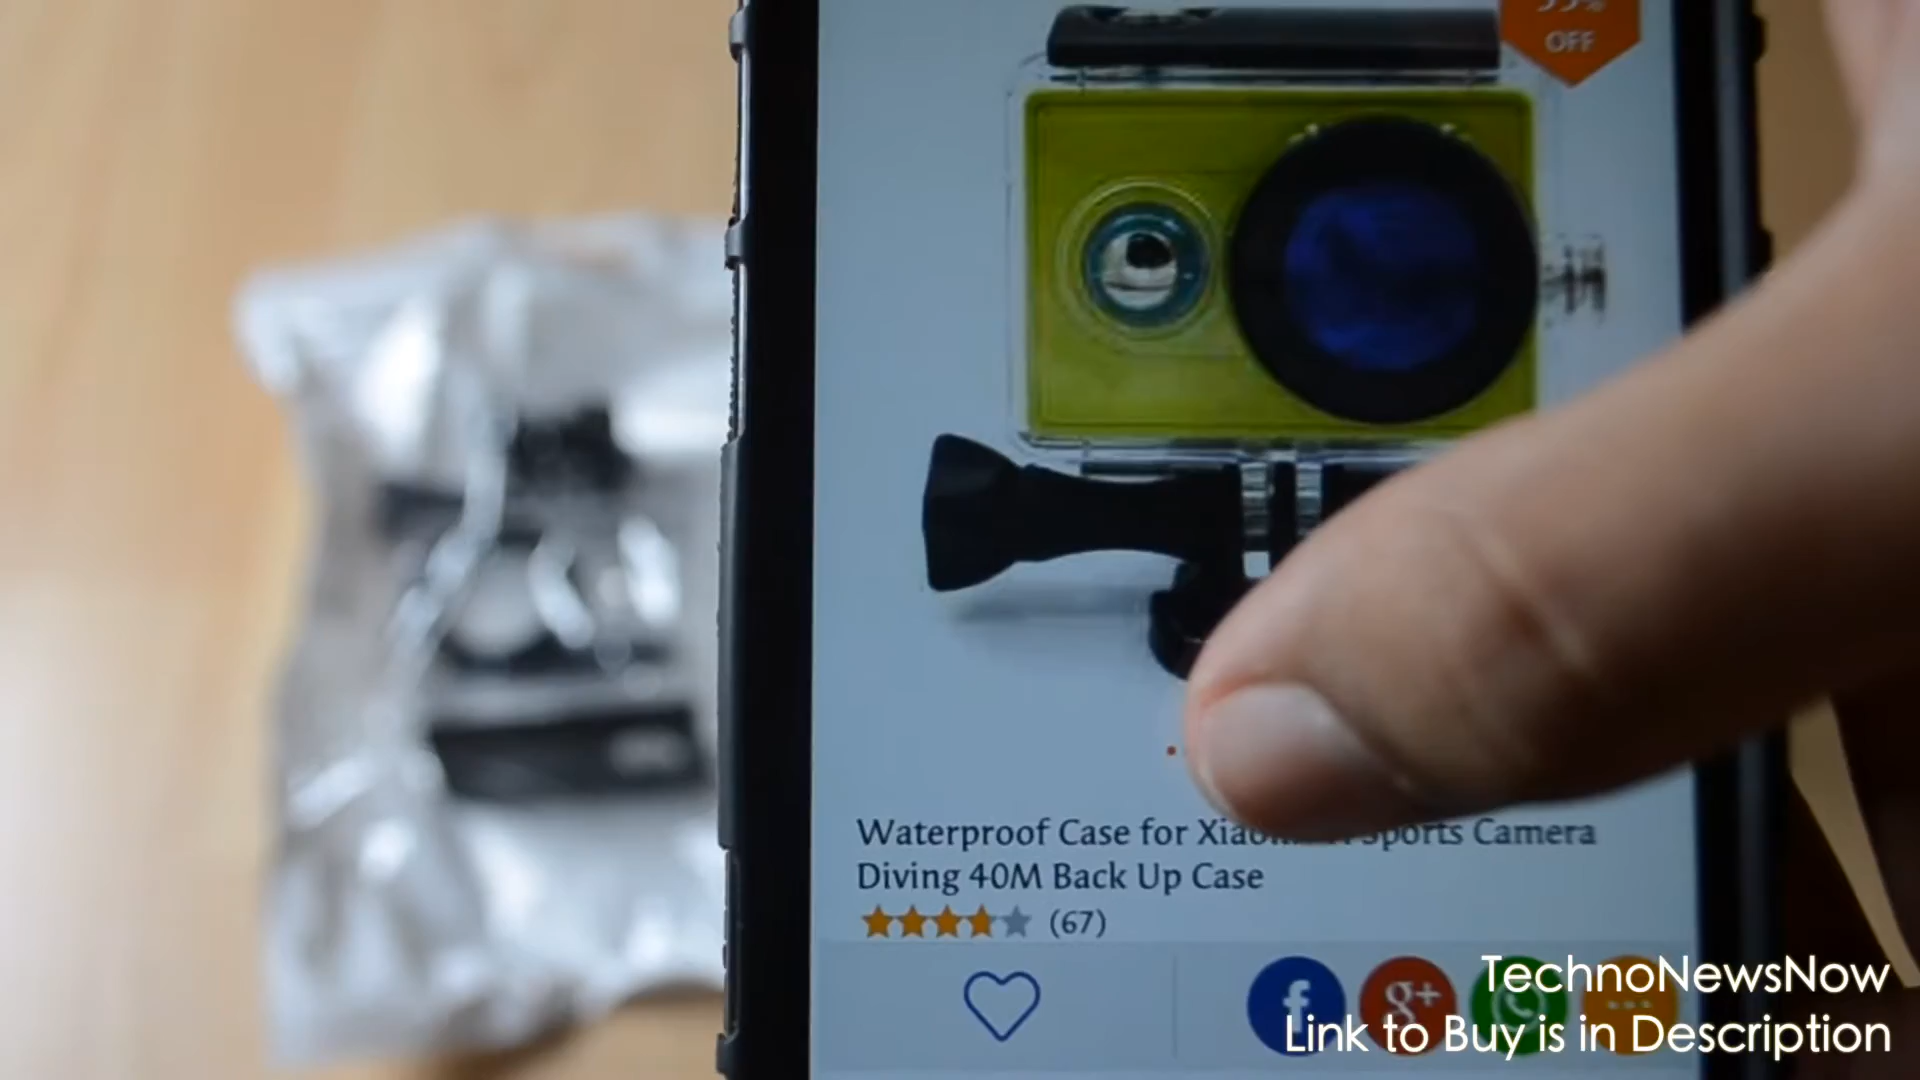 OFF
Waterproof Case for Sports Camera
Diving 40M Back Up Case
(67)
f
g+
TechnoNewsNow
Link to Buy is in Description